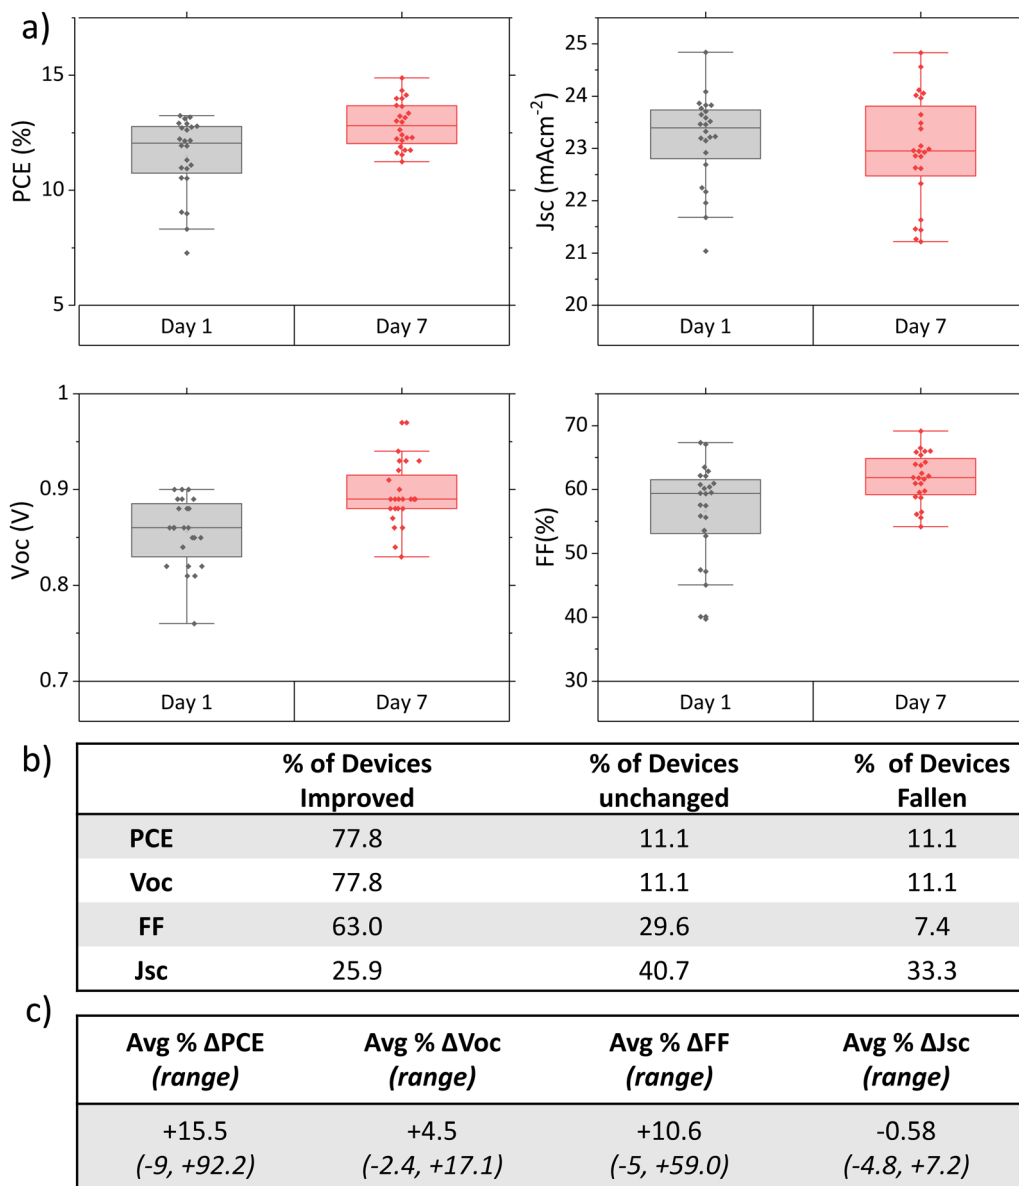 a)
PCE (%)
15
10
5
Day 1 Day 7
Jsc (mAcm⁻²)
25
24
23
22
21
20
Day 1 Day 7
Voc (V)
1
0.9
0.8
0.7
Day 1 Day 7
FF(%)
70
60
50
40
30
Day 1 Day 7
b)
% of Devices Improved % of Devices unchanged % of Devices Fallen
PCE 77.8 11.1 11.1
Voc 77.8 11.1 11.1
FF 63.0 29.6 7.4
Jsc 25.9 40.7 33.3
c)
Avg % ΔPCE Avg % ΔVoc Avg % ΔFF Avg % ΔJsc
(range) (range) (range) (range)
+15.5 +4.5 +10.6 -0.58
(-9, +92.2) (-2.4, +17.1) (-5, +59.0) (-4.8, +7.2)